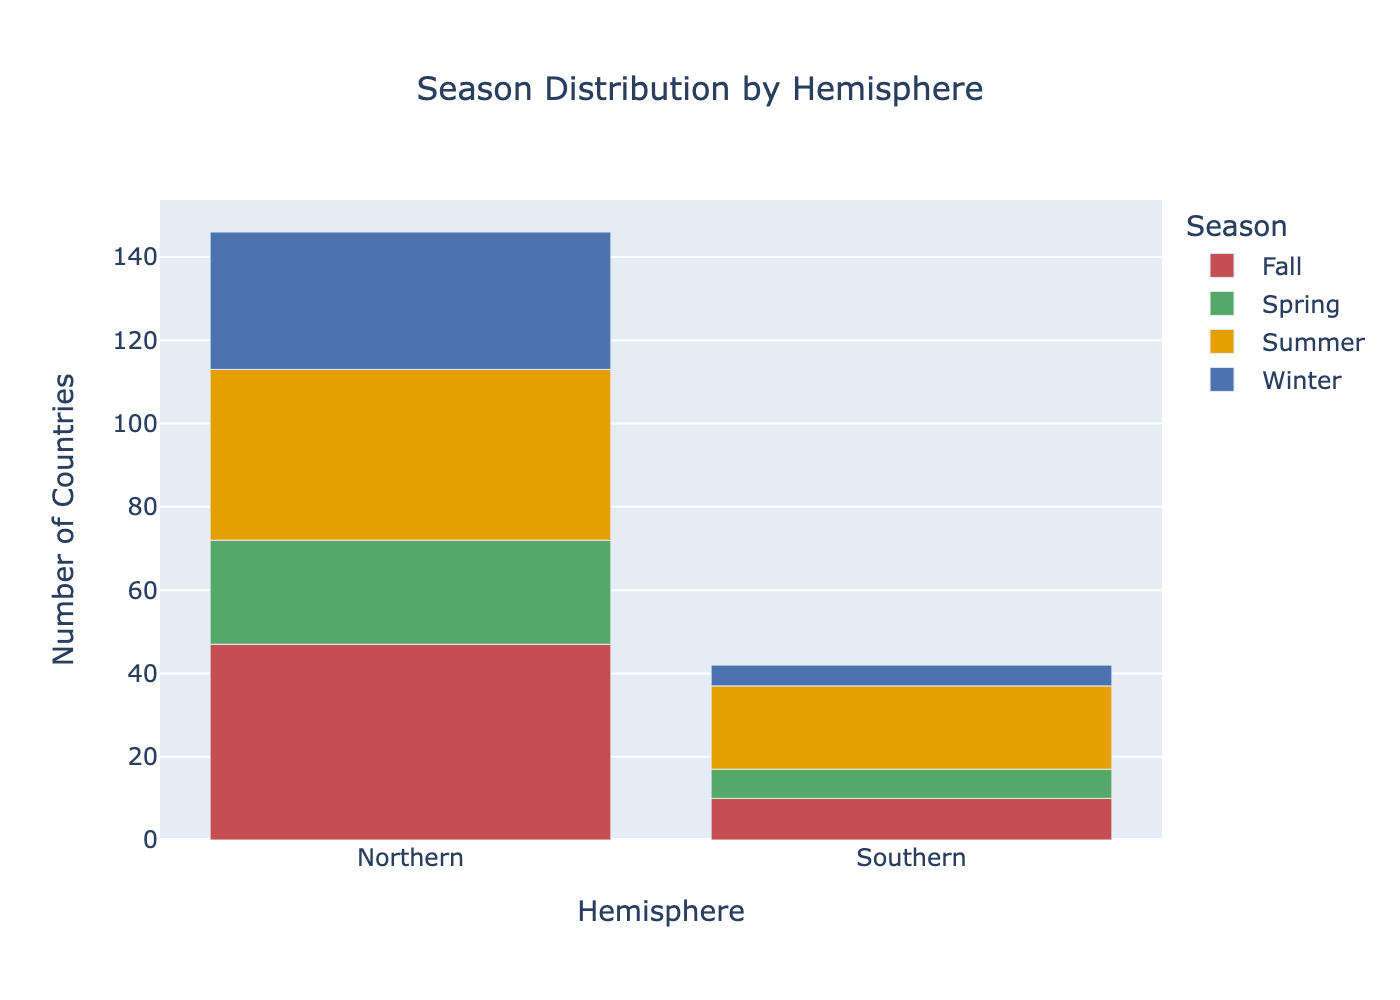 Season Distribution by Hemisphere
Number of Countries
140
120
100
80
60
40
20
0
Northern
Southern
Hemisphere
Season
Fall
Spring
Summer
Winter